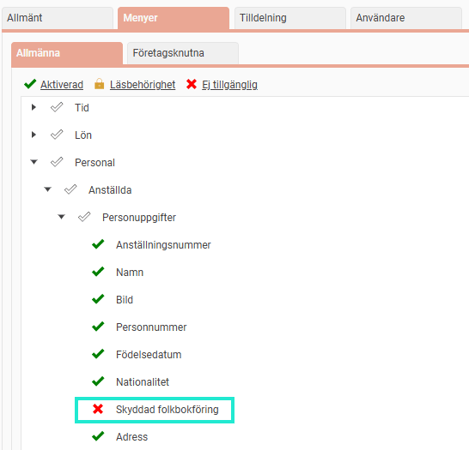 Allmänt Menyer Tilldelning Användare
Allmänna Företagsknutna
Aktiverad Läsbehörighet Ej tillgänglig
Tid
Lön
Personal
Anställda
Personuppgifter
Anställningsnummer
Namn
Bild
Personnummer
Födelsedatum
Nationalitet
Skyddad folkbokföring
Adress